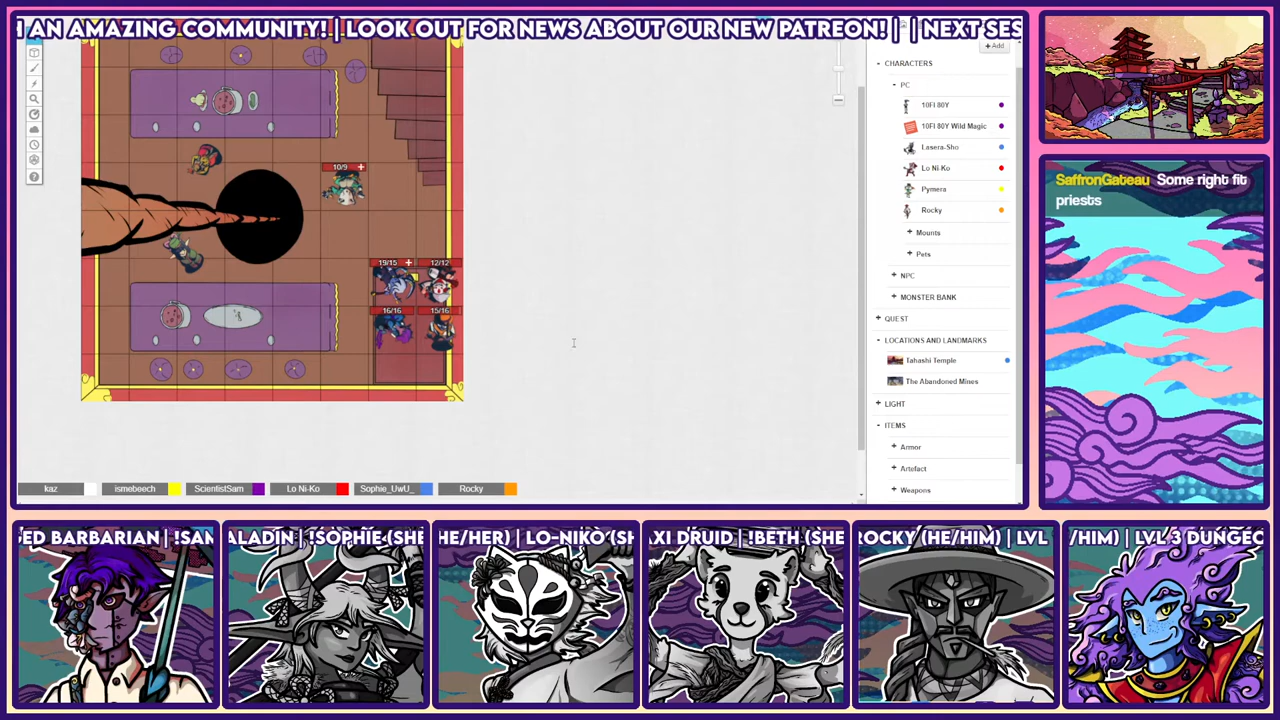 AN AMAZING COMMUNITY! | LOOK OUT FOR NEWS ABOUT OUR NEW PATREON! | | NEXT SES
+ Add
CHARACTERS
PC
10FI 80Y
10FI 80Y Wild Magic
Lasera-Sho
Lo Ni-Ko
Pymera
Rocky
Mounts
Pets
NPC
MONSTER BANK
QUEST
LOCATIONS AND LANDMARKS
Tahashi Temple
The Abandoned Mines
LIGHT
ITEMS
Armor
Artefact
Weapons
10/9
19/15
12/12
16/16
15/16
SaffronGateau Some right fit
priests
kaz
ismebeech
ScientistSam
Lo Ni-Ko
Sophie_UwU_
Rocky
ED BARBARIAN | !SAM
ALADIN | !SOPHIE (SHE
HE/HER) | LO-NIKO (SH
XI DRUID | !BETH (SHE
ROCKY (HE/HIM) | LVL
/HIM) | LVL 3 DUNGEO